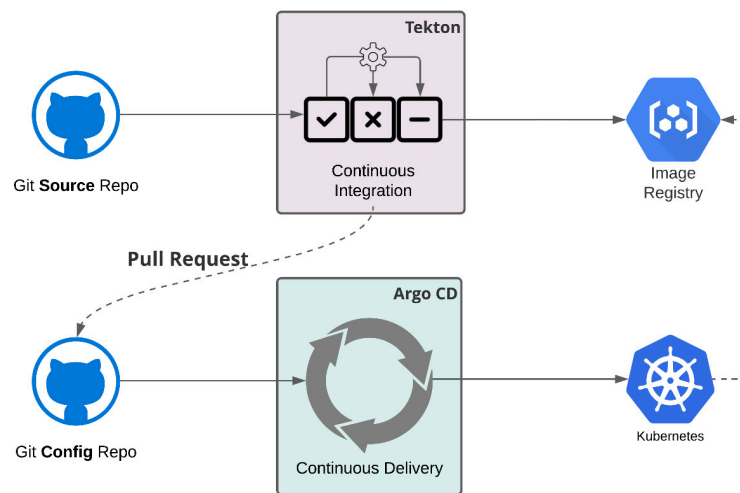 Tekton
Continuous
Integration
Git Source Repo
Image
Registry
Pull Request
Argo CD
Continuous Delivery
Git Config Repo
Kubernetes